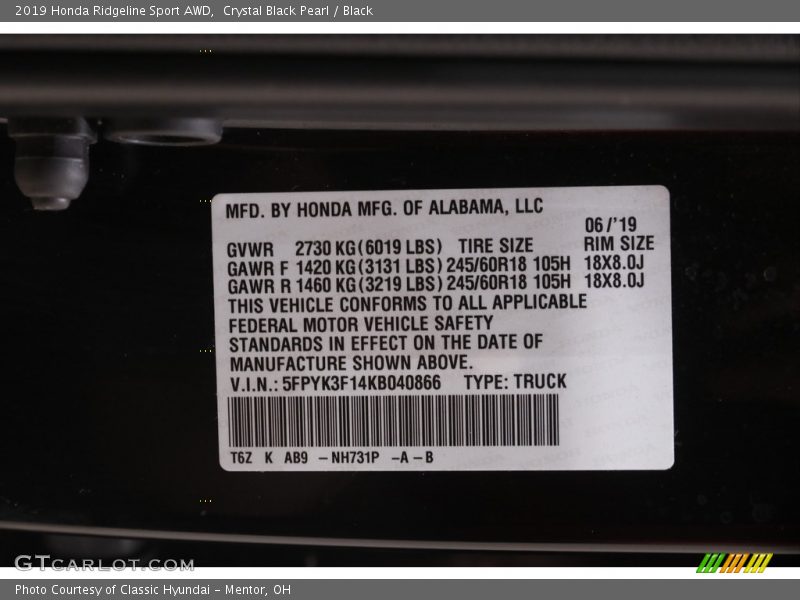 2019 Honda Ridgeline Sport AWD,  Crystal Black Pearl / Black
MFD. BY HONDA MFG. OF ALABAMA, LLC
06/'19
GVWR 2730 KG(6019 LBS) TIRE SIZE RIM SIZE
GAWR F 1420 KG(3131 LBS) 245/60R18 105H 18X8.0J
GAWR R 1460 KG(3219 LBS) 245/60R18 105H 18X8.0J
THIS VEHICLE CONFORMS TO ALL APPLICABLE
FEDERAL MOTOR VEHICLE SAFETY
STANDARDS IN EFFECT ON THE DATE OF
MANUFACTURE SHOWN ABOVE.
V.I.N.: 5FPYK3F14KB040866 TYPE: TRUCK
T6Z K AB9 -NH731P -A -B
GTCARLOT.COM
Photo Courtesy of Classic Hyundai - Mentor, OH